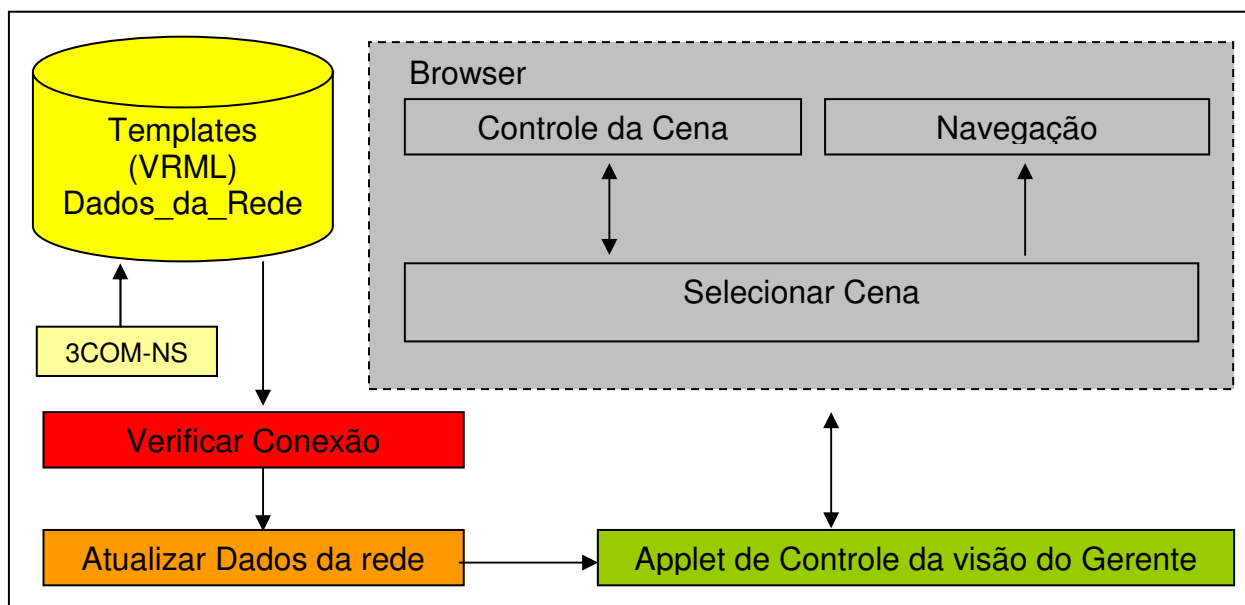 Templates
(VRML)
Dados_da_Rede
3COM-NS
Browser
Controle da Cena
Navegação
Selecionar Cena
Verificar Conexão
Atualizar Dados da rede
Applet de Controle da visão do Gerente